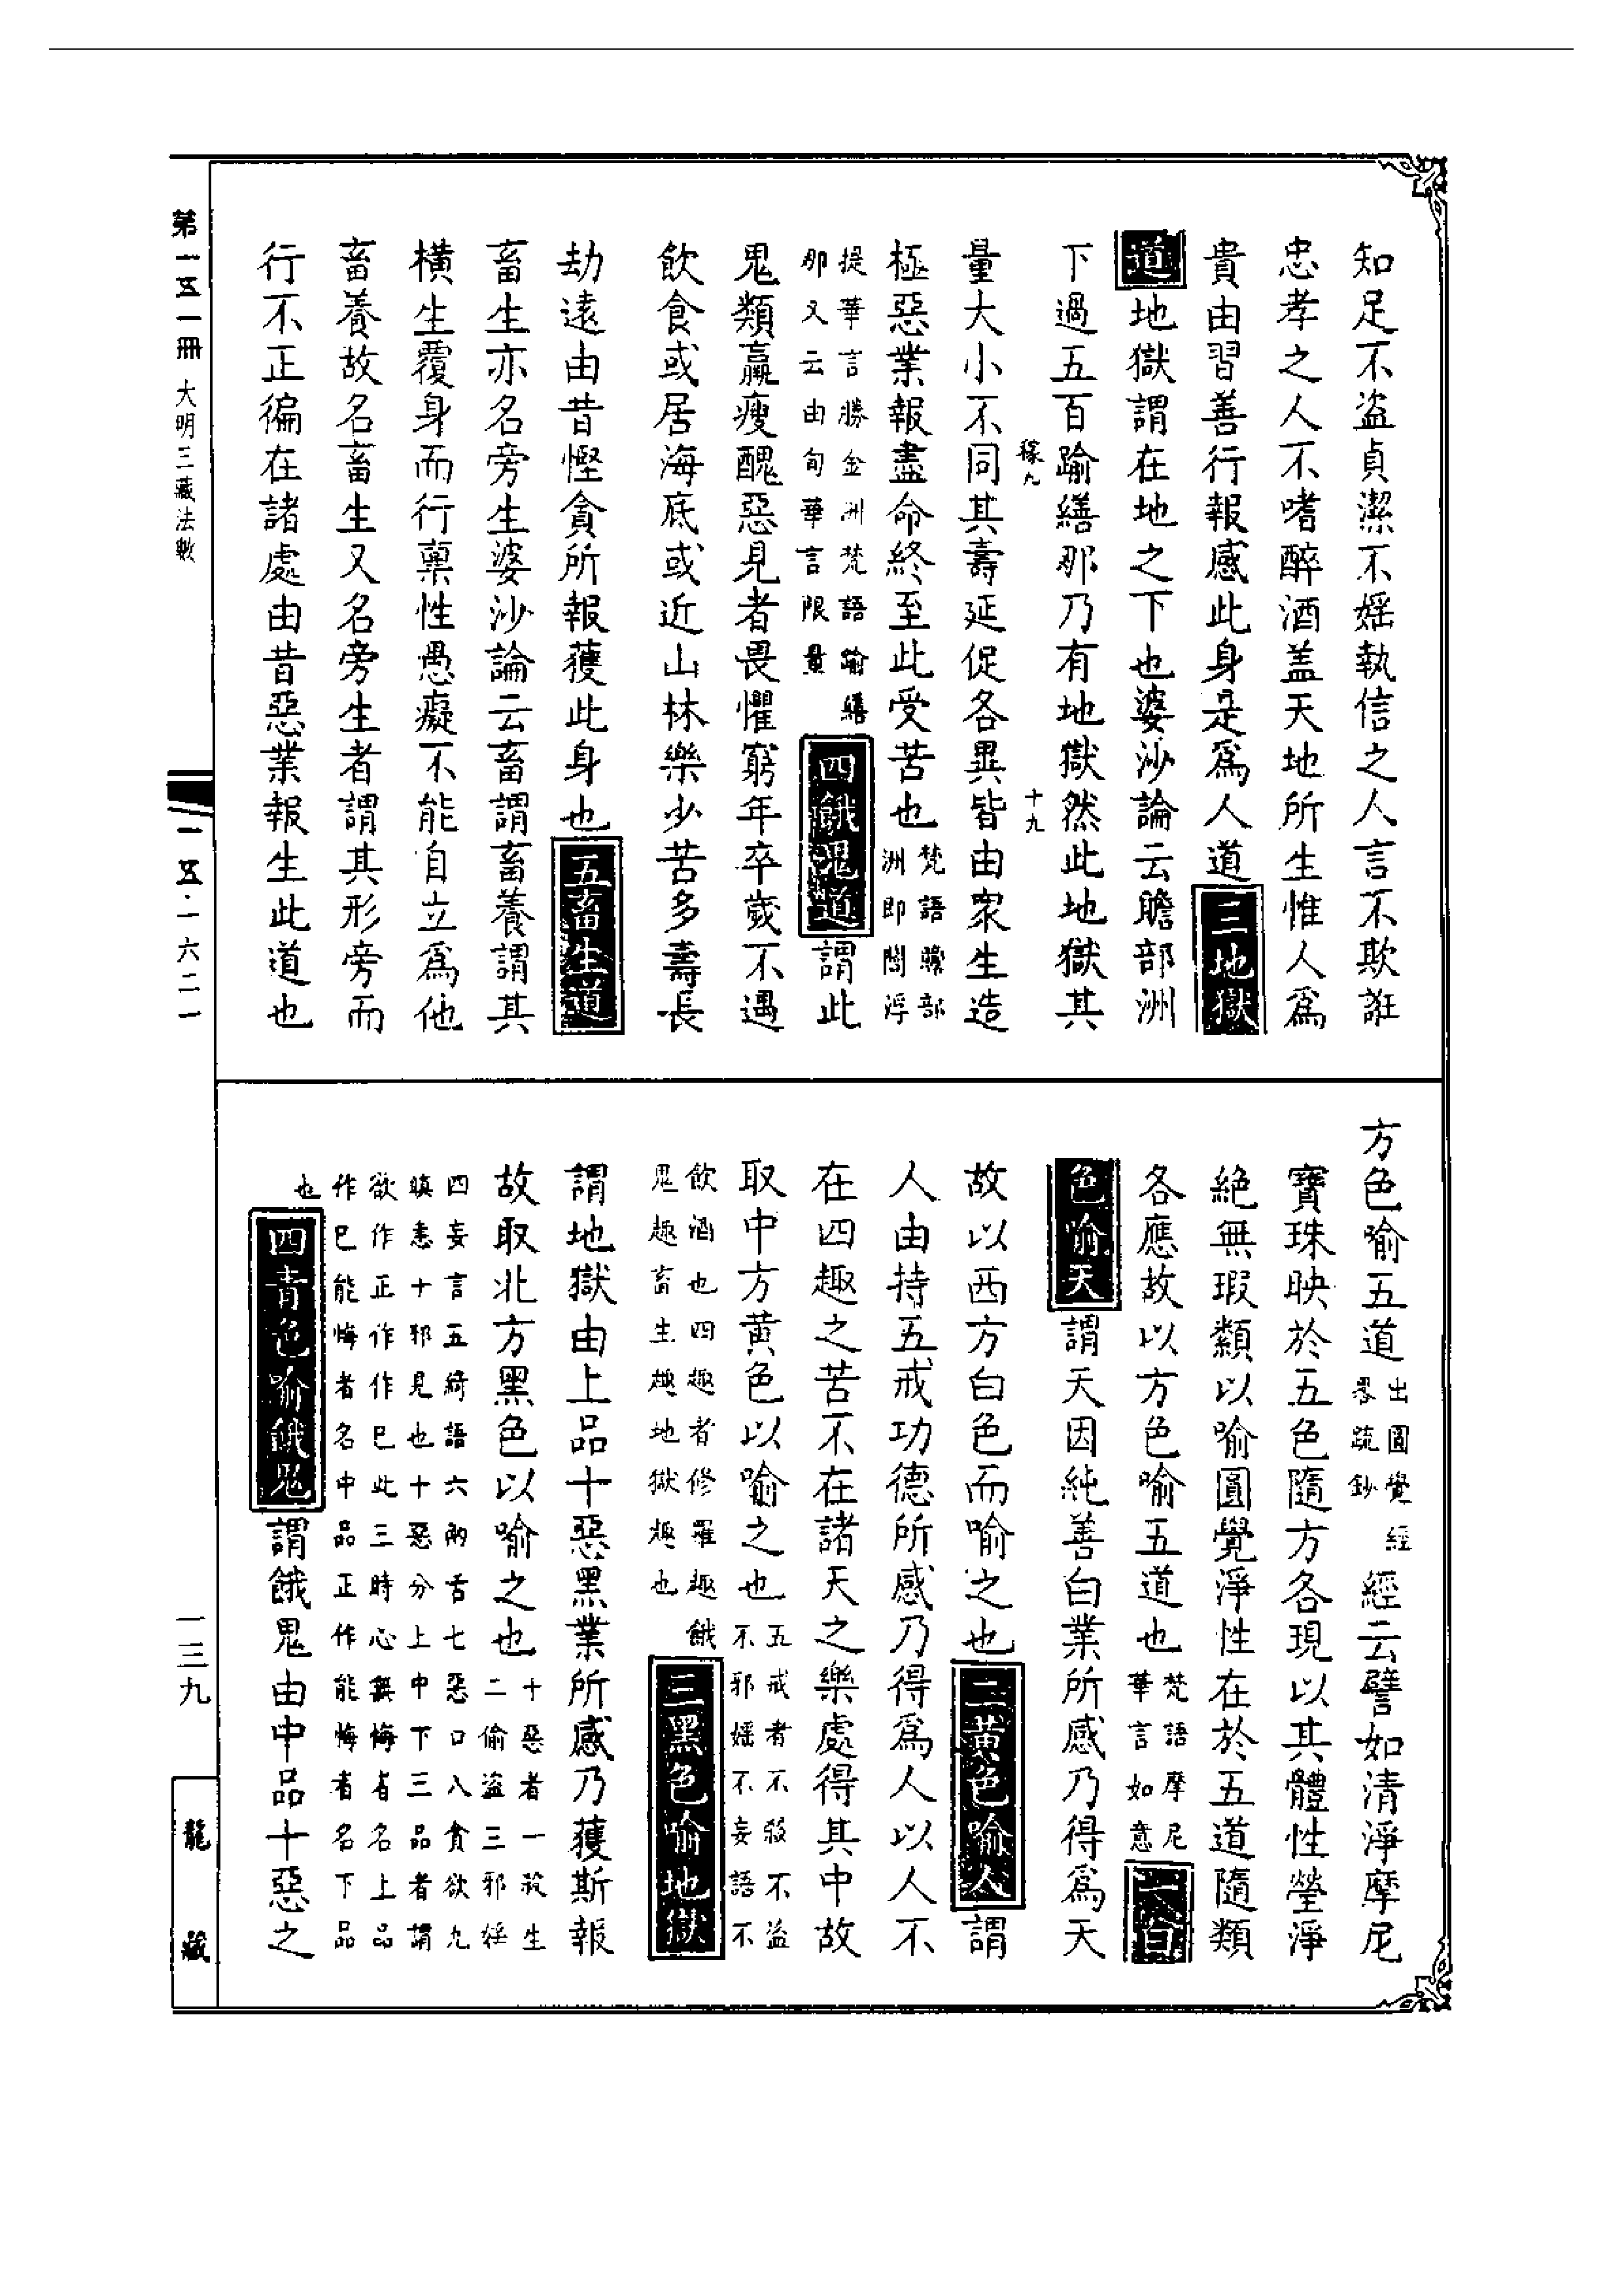 知足不盜貞潔不婬執信之人言不欺誑
忠孝之人不嗜醉酒盖天地所生惟人爲
貴由習善行報感此身是爲人道三地獄
道地獄謂在地之下也婆沙論云贍部洲
下過五百踰繕那乃有地獄然此地獄其
稼九
十九
量大小不同其壽延促各異皆由眾生造
極惡業報盡命終至此受苦也梵語贍部
洲即閻浮
提華言勝金洲梵語踰繕
那又云由旬華言限量四餓鬼道謂此
鬼類羸瘦醜惡見者畏懼窮年卒歲不遇
飲食或居海底或近山林樂少苦多壽長
劫遠由昔慳貪所報獲此身也五畜生道
畜生亦名旁生婆沙論云畜謂畜養謂其
橫生覆身而行稟性愚癡不能自立爲他
畜養故名畜生又名旁生者謂其形旁而
行不正徧在諸處由昔惡業報生此道也
方色喻五道出圓覺經
畧疏鈔經云譬如清淨摩尼
寶珠映於五色隨方各現以其體性瑩淨
絕無瑕纇以喻圓覺淨性在於五道隨類
各應故以方色喻五道也梵語摩尼
華言如意一白
色喻天謂天因純善白業所感乃得爲天
故以西方白色而喻之也二黄色喻人謂
人由持五戒功德所感乃得爲人以人不
在四趣之苦不在諸天之樂處得其中故
取中方黄色以喻之也五戒者不殺不盜
不邪婬不妄語不
飲酒也四趣者修羅趣餓
鬼趣畜生趣地獄趣也三黑色喻地獄
謂地獄由上品十惡黑業所感乃獲斯報
故取北方黑色以喻之也十惡者一殺生
二偷盜三邪婬
四妄言五綺語六兩舌七惡口八貪欲九
瞋恚十邪見也十惡分上中下三品者謂
欲作正作作巳此三時心無悔者名上品
作巳能悔者名中品正作能悔者名下品
也四青色喻餓鬼謂餓鬼由中品十惡之
第一五一冊 大明三藏法數
一五·一六二一
一三九
龍藏